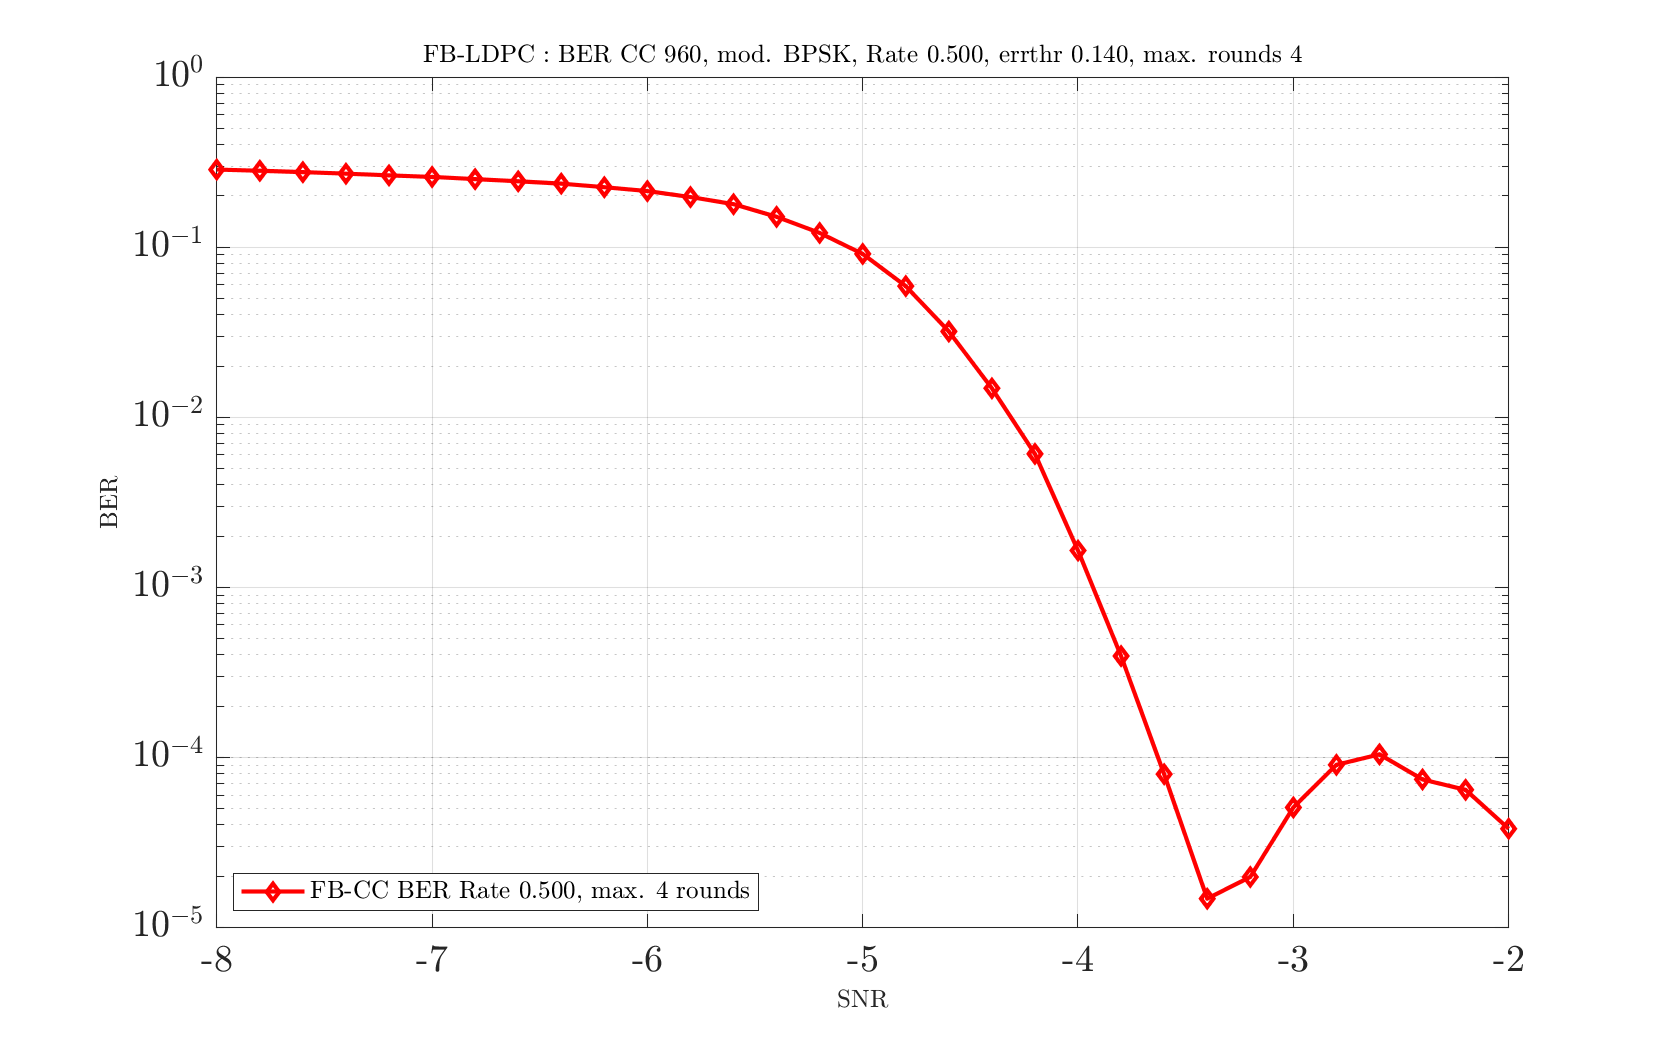 FB-LDPC : BER CC 960, mod. BPSK, Rate 0.500, errthr 0.140, max. rounds 4
10^0
10^-1
10^-2
10^-3
10^-4
10^-5
BER
FB-CC BER Rate 0.500, max. 4 rounds
-8 -7 -6 -5 -4 -3 -2
SNR